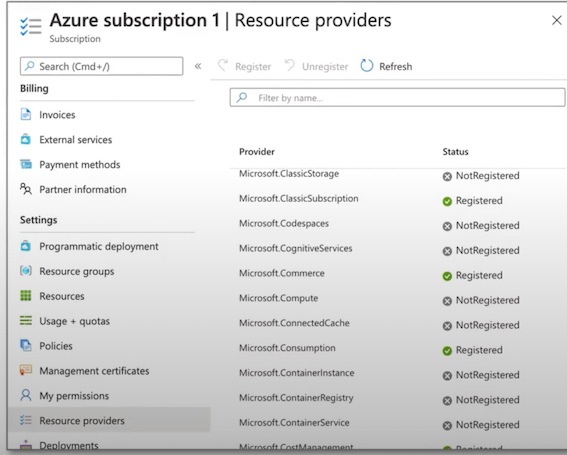 Azure subscription 1 | Resource providers
Subscription
Search (Cmd+/)
«
Register
Unregister
Refresh
Billing
Invoices
External services
Payment methods
Partner information
Settings
Programmatic deployment
Resource groups
Resources
Usage + quotas
Policies
Management certificates
My permissions
Resource providers
Deployments
Filter by name...
Provider Status
Microsoft.ClassicStorage NotRegistered
Microsoft.ClassicSubscription Registered
Microsoft.Codespaces NotRegistered
Microsoft.CognitiveServices NotRegistered
Microsoft.Commerce Registered
Microsoft.Compute NotRegistered
Microsoft.ConnectedCache NotRegistered
Microsoft.Consumption Registered
Microsoft.ContainerInstance NotRegistered
Microsoft.ContainerRegistry NotRegistered
Microsoft.ContainerService NotRegistered
Microsoft.CostManagement Registered